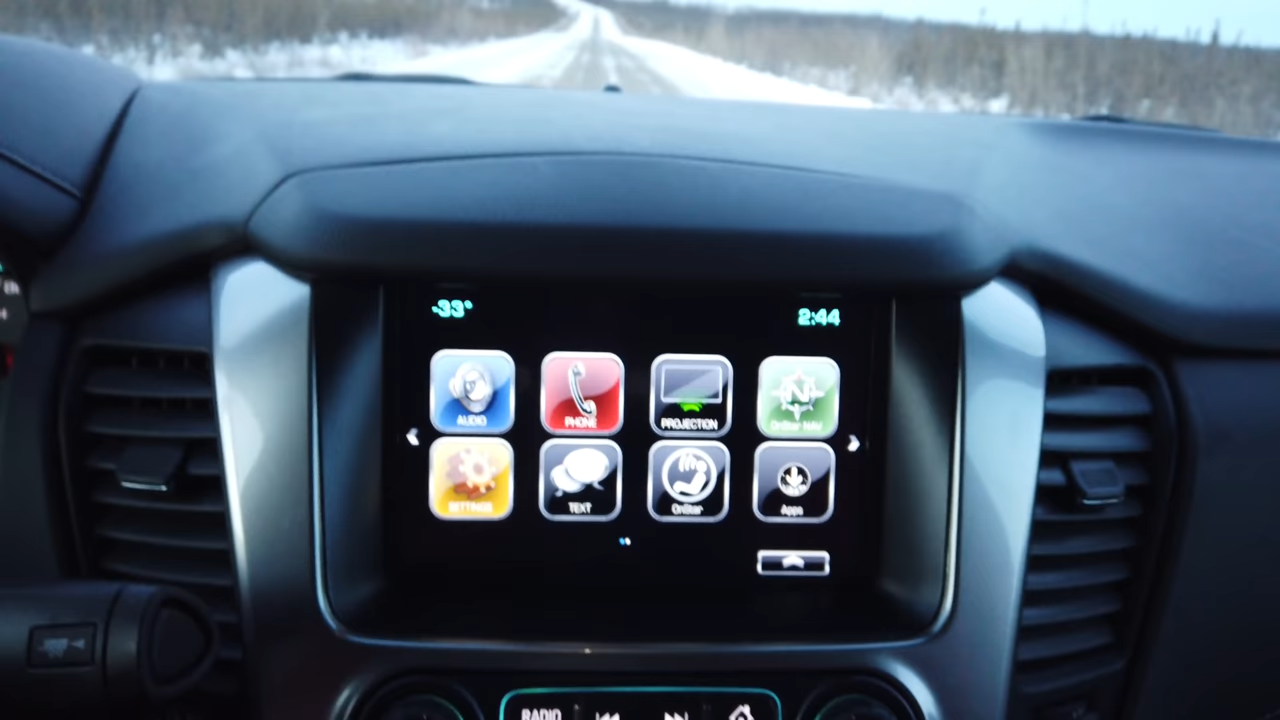 -33° 2:44
AUDIO PHONE PROJECTION OnStar NAV
SETTINGS TEXT OnStar Apps
RADIO